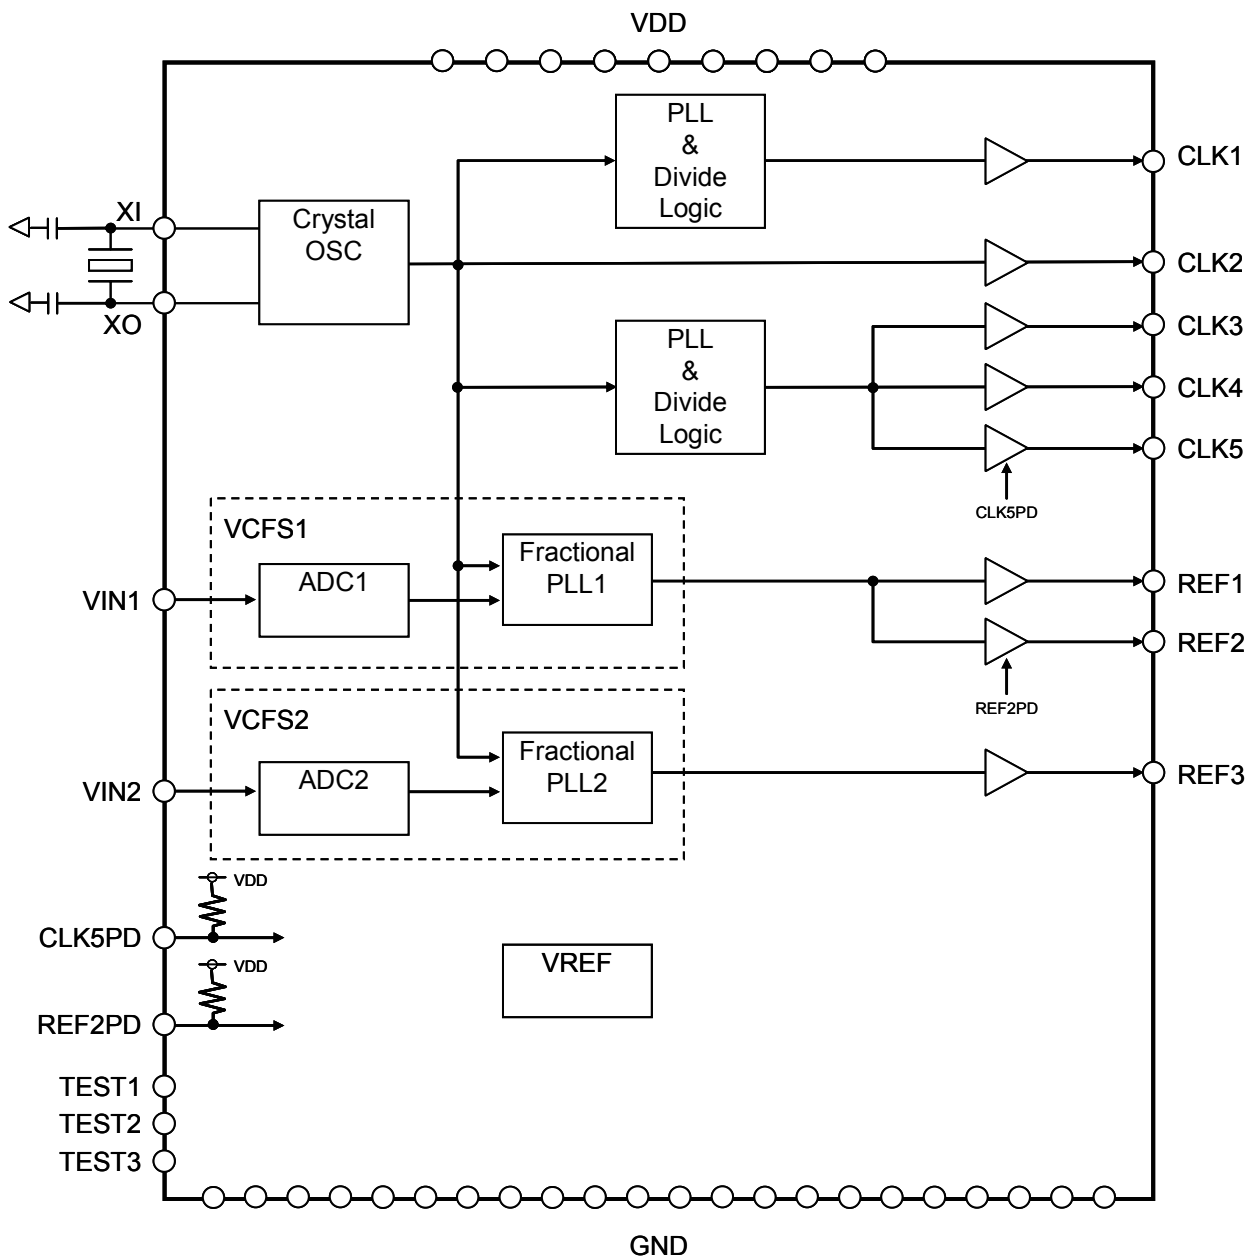 VDD
PLL
&
Divide
Logic
CLK1
XI
Crystal
OSC
CLK2
XO
CLK3
PLL
&
Divide
Logic
CLK4
CLK5
CLK5PD
VCFS1
Fractional
PLL1
ADC1
VIN1
REF1
REF2
REF2PD
VCFS2
Fractional
PLL2
ADC2
VIN2
REF3
VDD
CLK5PD
VREF
VDD
REF2PD
TEST1
TEST2
TEST3
GND